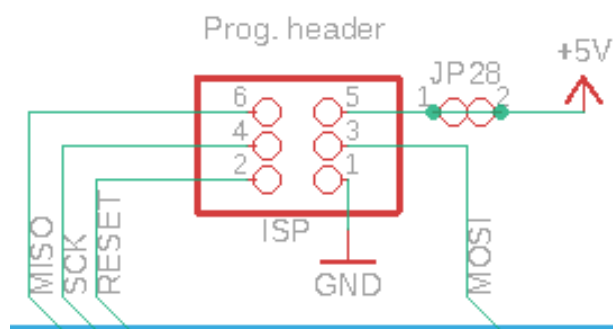 Prog. header
+5V
JP28
6 5 1 2
4 3
2 1
ISP
MISO
SCK
RESET
GND
MOSI